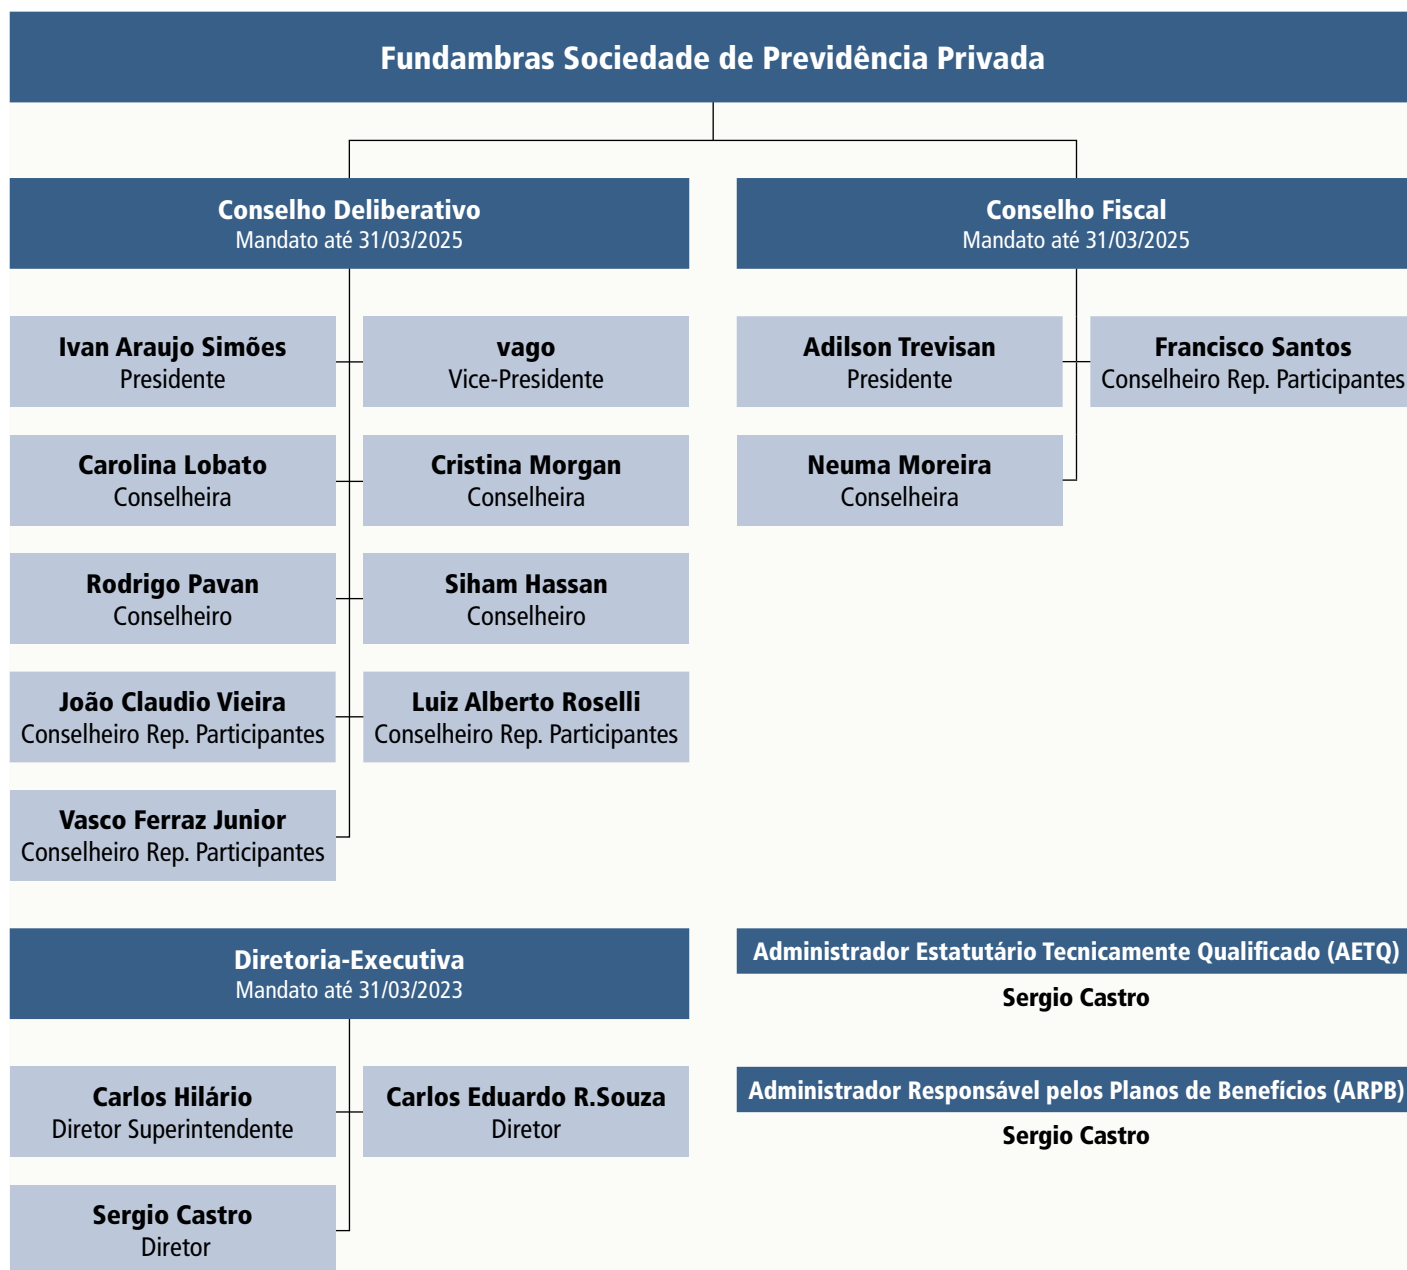 Fundambras Sociedade de Previdência Privada
Conselho Deliberativo
Mandato até 31/03/2025
Ivan Araujo Simões
Presidente
vago
Vice-Presidente
Carolina Lobato
Conselheira
Cristina Morgan
Conselheira
Rodrigo Pavan
Conselheiro
Siham Hassan
Conselheiro
João Claudio Vieira
Conselheiro Rep. Participantes
Luiz Alberto Roselli
Conselheiro Rep. Participantes
Vasco Ferraz Junior
Conselheiro Rep. Participantes
Conselho Fiscal
Mandato até 31/03/2025
Adilson Trevisan
Presidente
Francisco Santos
Conselheiro Rep. Participantes
Neuma Moreira
Conselheira
Diretoria-Executiva
Mandato até 31/03/2023
Carlos Hilário
Diretor Superintendente
Carlos Eduardo R.Souza
Diretor
Sergio Castro
Diretor
Administrador Estatutário Tecnicamente Qualificado (AETQ)
Sergio Castro
Administrador Responsável pelos Planos de Benefícios (ARPB)
Sergio Castro